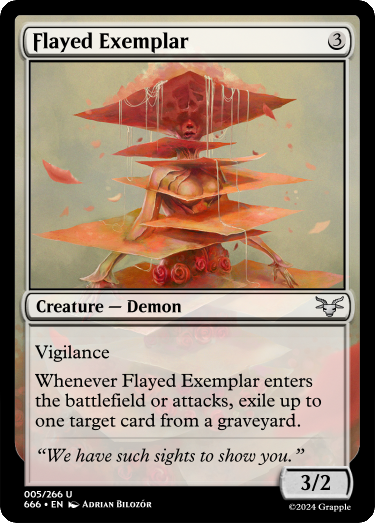 Flayed Exemplar 3
Creature — Demon
Vigilance
Whenever Flayed Exemplar enters
the battlefield or attacks, exile up to
one target card from a graveyard.
“We have such sights to show you.”
3/2
005/266 U
666 • EN Adrian Bilozór
©2024 Grapple